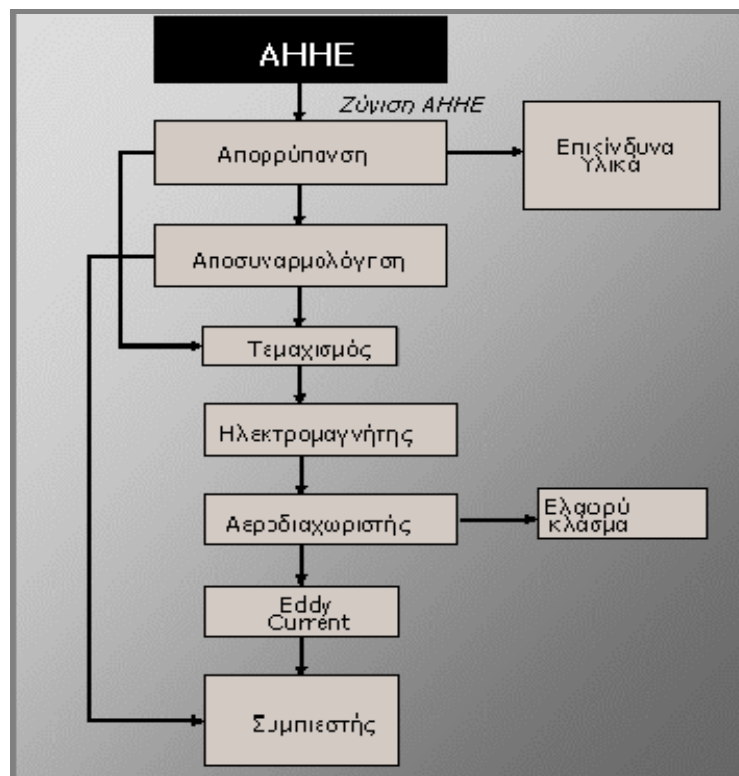 ΑΗΗΕ
Ζύγιση ΑΗΗΕ
Απορρύπανση
Επικίνδυνα
Υλικά
Αποσυναρμολόγηση
Τεμαχισμός
Ηλεκτρομαγνήτης
Αεροδιαχωριστής
Ελαφρύ
κλάσμα
Eddy
Current
Συμπιεστής